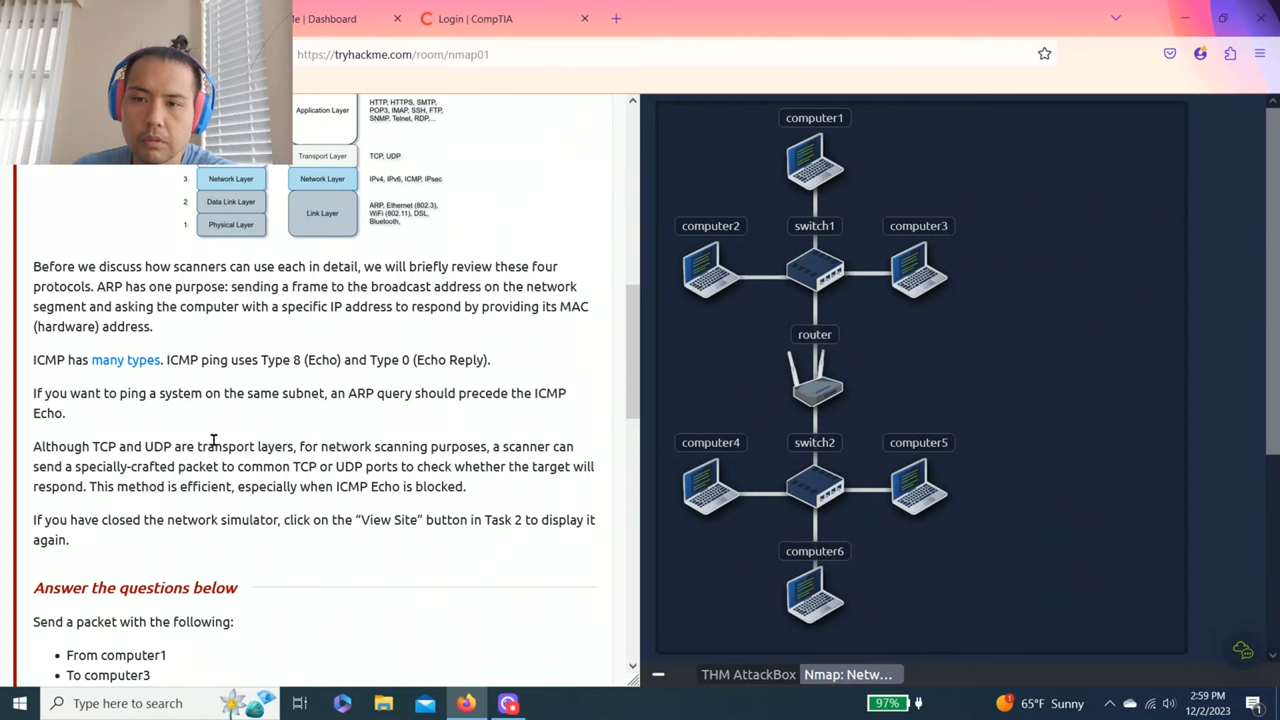 le | Dashboard
Login | CompTIA
https://tryhackme.com/room/nmap01
Application Layer
HTTP, HTTPS, SMTP,
POP3, IMAP, SSH, FTP,
SNMP, Telnet, RDP,...
Transport Layer
TCP, UDP
3
Network Layer
Network Layer
IPv4, IPv6, ICMP, IPsec
2
Data Link Layer
Link Layer
ARP, Ethernet (802.3),
WiFi (802.11), DSL,
Bluetooth,
1
Physical Layer
Before we discuss how scanners can use each in detail, we will briefly review these four
protocols. ARP has one purpose: sending a frame to the broadcast address on the network
segment and asking the computer with a specific IP address to respond by providing its MAC
(hardware) address.
ICMP has many types. ICMP ping uses Type 8 (Echo) and Type 0 (Echo Reply).
If you want to ping a system on the same subnet, an ARP query should precede the ICMP
Echo.
Although TCP and UDP are transport layers, for network scanning purposes, a scanner can
send a specially-crafted packet to common TCP or UDP ports to check whether the target will
respond. This method is efficient, especially when ICMP Echo is blocked.
If you have closed the network simulator, click on the “View Site” button in Task 2 to display it
again.
Answer the questions below
Send a packet with the following:
• From computer1
• To computer3
computer1
computer2
switch1
computer3
router
computer4
switch2
computer5
computer6
THM AttackBox
Nmap: Netw...
Type here to search
97%
1
65°F Sunny
2:59 PM
12/2/2023
1